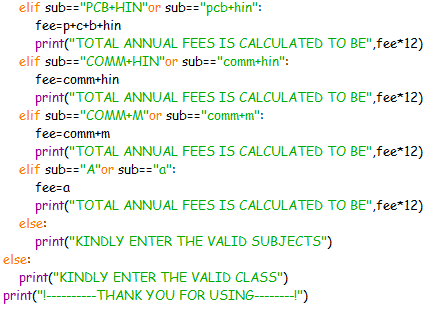 elif sub=="PCB+HIN"or sub=="pcb+hin":
fee=p+c+b+hin
print("TOTAL ANNUAL FEES IS CALCULATED TO BE",fee*12)
elif sub=="COMM+HIN"or sub=="comm+hin":
fee=comm+hin
print("TOTAL ANNUAL FEES IS CALCULATED TO BE",fee*12)
elif sub=="COMM+M"or sub=="comm+m":
fee=comm+m
print("TOTAL ANNUAL FEES IS CALCULATED TO BE",fee*12)
elif sub=="A"or sub=="a":
fee=a
print("TOTAL ANNUAL FEES IS CALCULATED TO BE",fee*12)
else:
print("KINDLY ENTER THE VALID SUBJECTS")
else:
print("KINDLY ENTER THE VALID CLASS")
print("!----------THANK YOU FOR USING--------!")